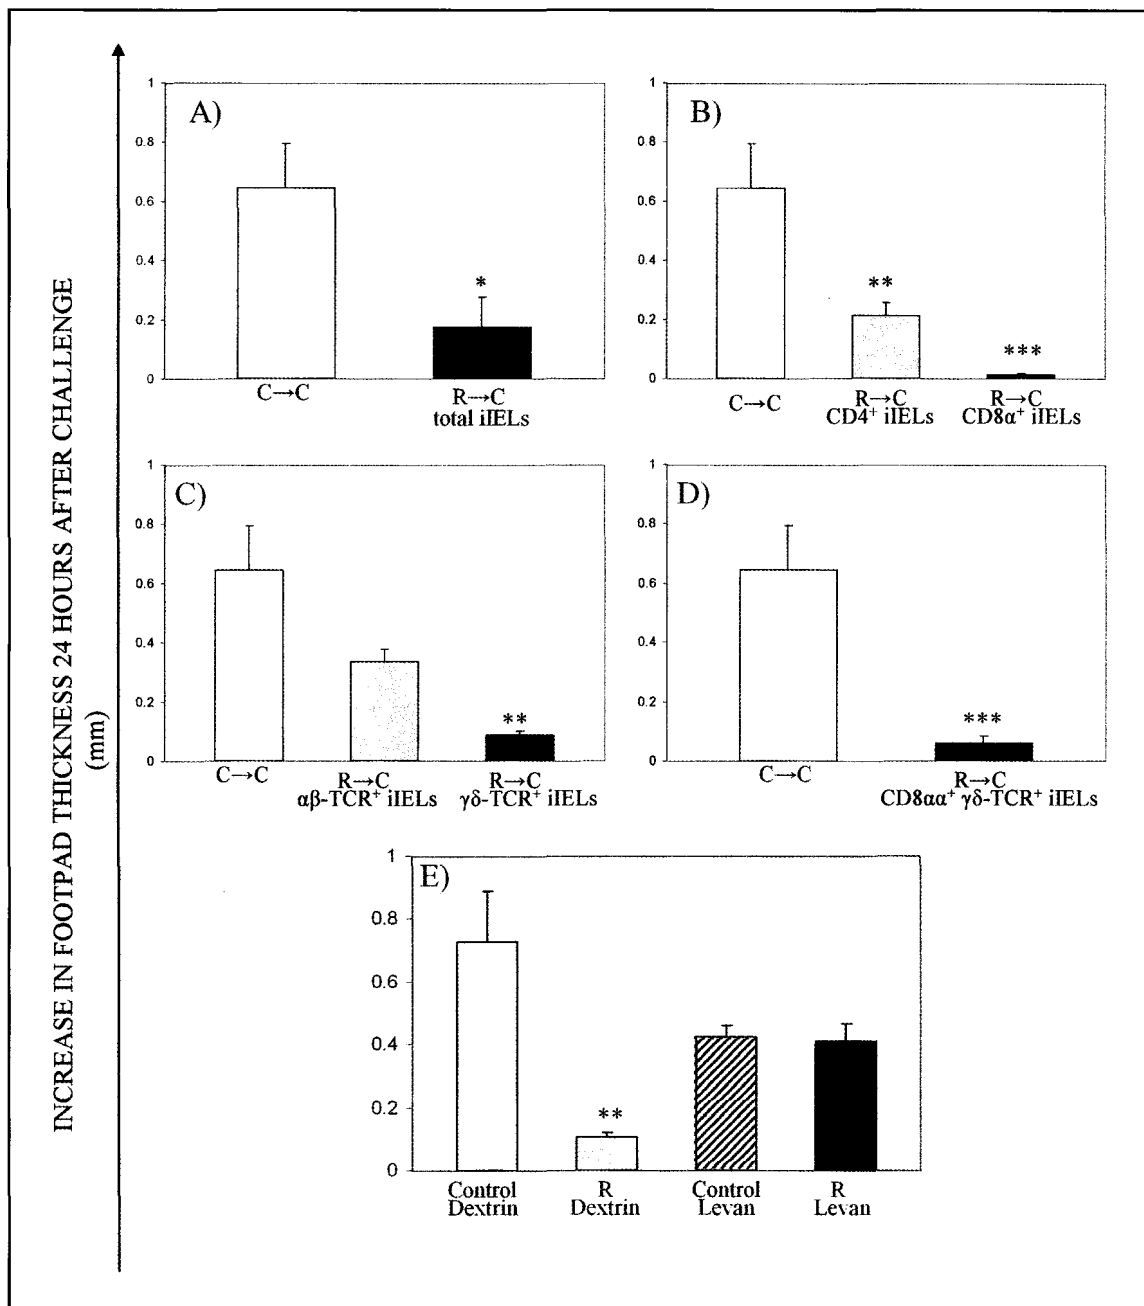 INCREASE IN FOOTPAD THICKNESS 24 HOURS AFTER CHALLENGE
(mm)
A)
1
0.8
0.6
0.4
0.2
0
*
C→C
R→C
total iIELs
B)
1
0.8
0.6
0.4
0.2
0
**
***
C→C
R→C
CD4⁺ iIELs
R→C
CD8α⁺ iIELs
C)
1
0.8
0.6
0.4
0.2
0
**
C→C
R→C
αβ-TCR⁺ iIELs
R→C
γδ-TCR⁺ iIELs
D)
1
0.8
0.6
0.4
0.2
0
***
C→C
R→C
CD8αα⁺ γδ-TCR⁺ iIELs
E)
1
0.8
0.6
0.4
0.2
0
**
Control
Dextrin
R
Dextrin
Control
Levan
R
Levan